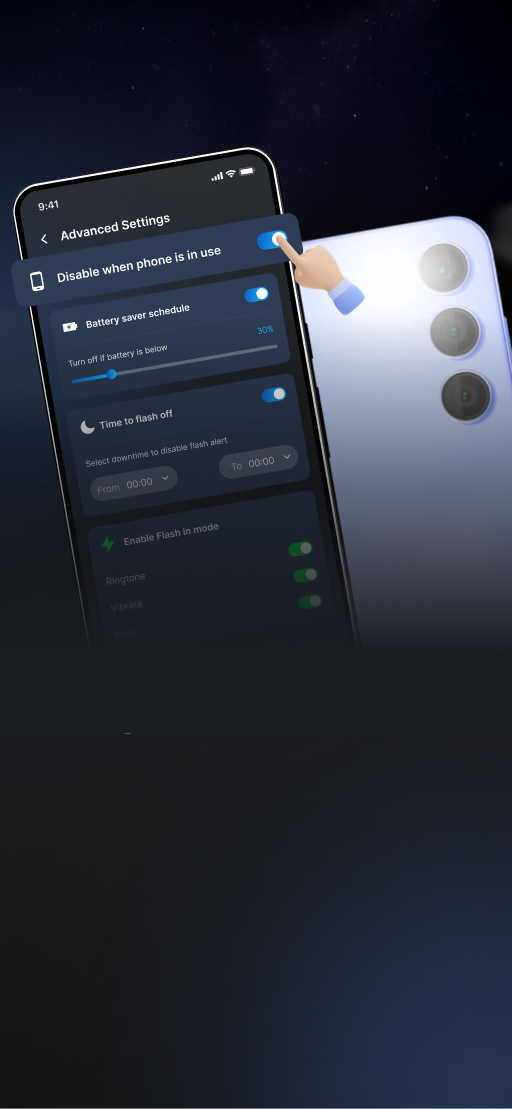 9:41
Advanced Settings
Disable when phone is in use
Battery saver schedule
Turn off if battery is below
30%
Time to flash off
Select downtime to disable flash alert
From 00:00
To 00:00
Enable Flash in mode
Ringtone
Vibrate
Mute